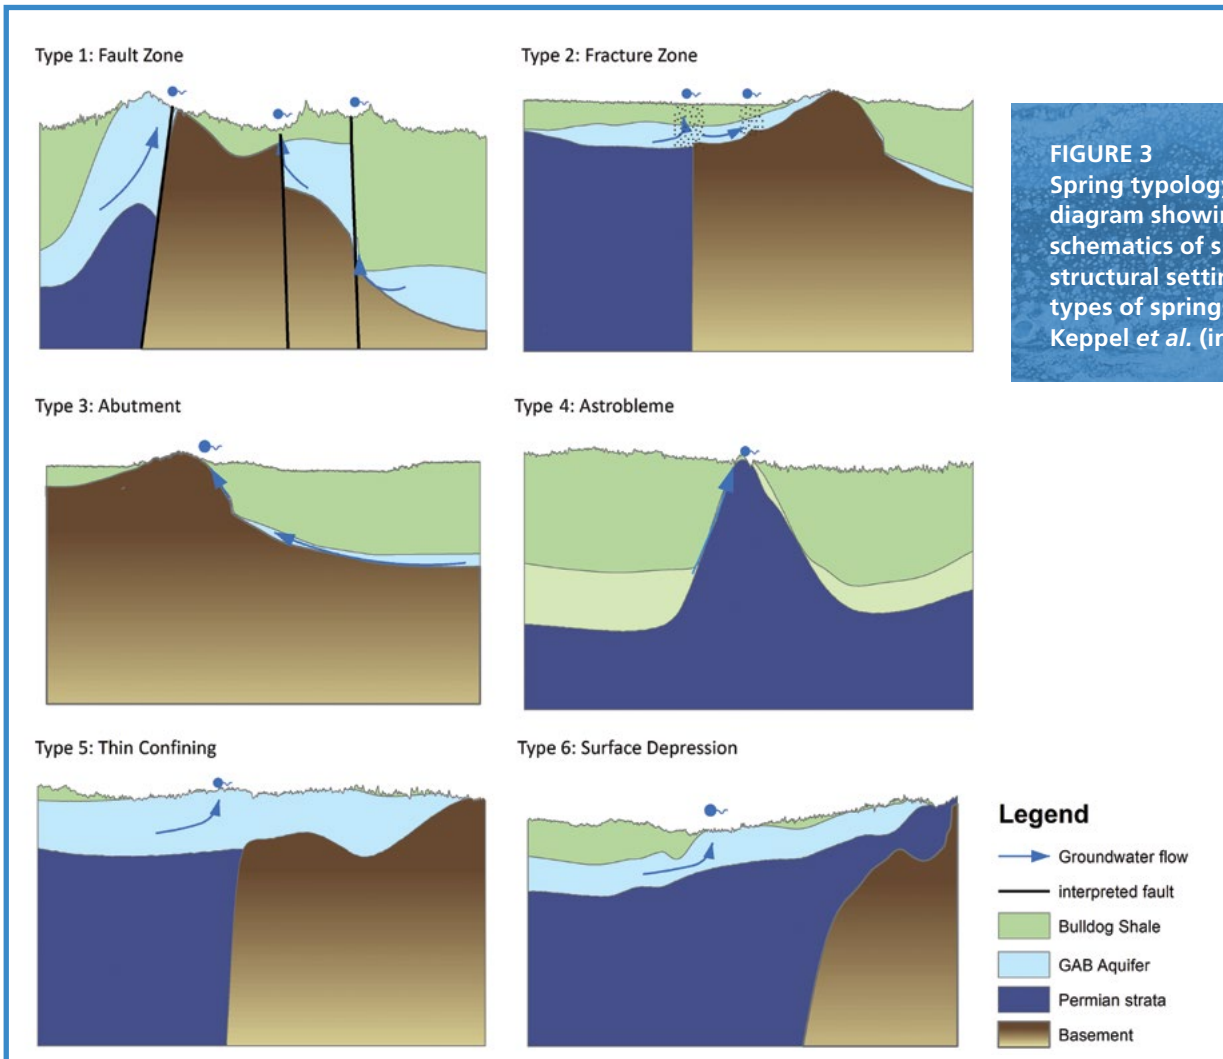 Type 1: Fault Zone
Type 2: Fracture Zone
FIGURE 3
Spring typology
diagram showin
schematics of s
structural settin
types of spring
Keppel et al. (in
Type 3: Abutment
Type 4: Astrobleme
Type 5: Thin Confining
Type 6: Surface Depression
Legend
Groundwater flow
interpreted fault
Bulldog Shale
GAB Aquifer
Permian strata
Basement